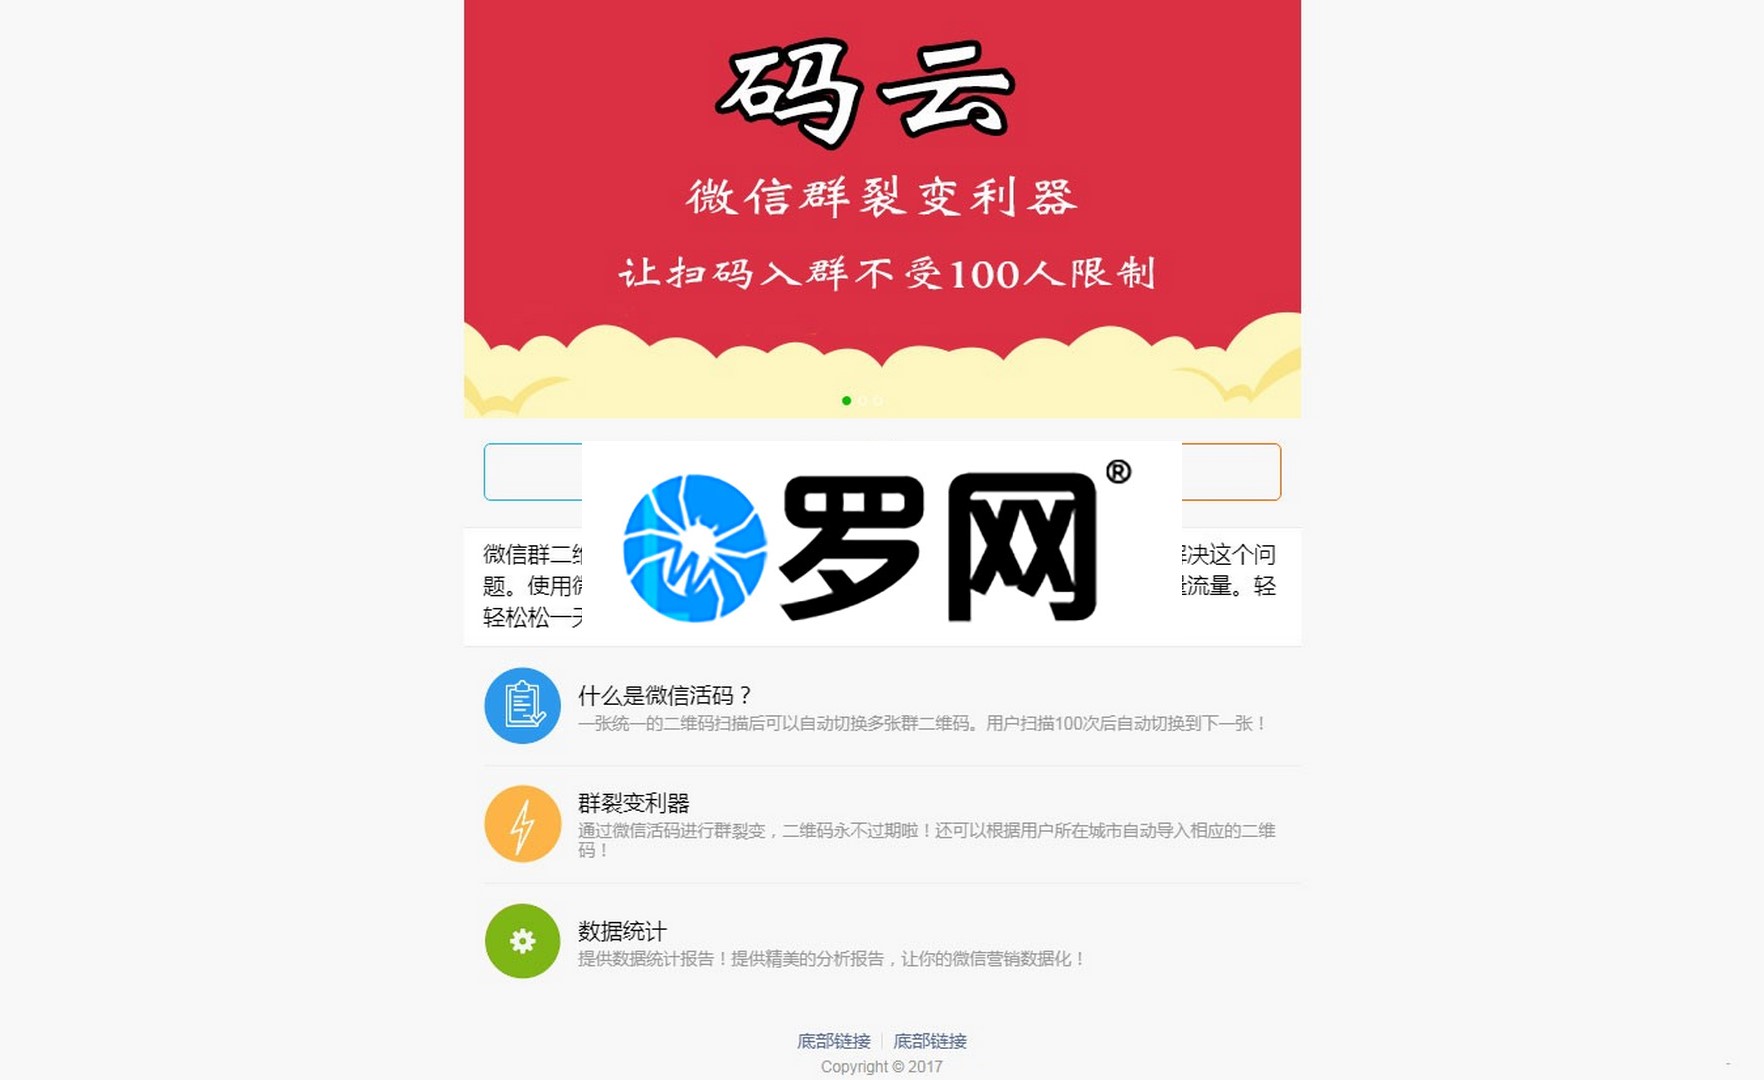 码云
微信群裂变利器
让扫码入群不受100人限制
罗网®
微信群二 决这个问
题。使用 流量。轻
轻松松一
什么是微信活码？
一张统一的二维码扫描后可以自动切换多张群二维码。用户扫描100次后自动切换到下一张！
群裂变利器
通过微信活码进行群裂变，二维码永不过期啦！还可以根据用户所在城市自动导入相应的二维
码！
数据统计
提供数据统计报告！提供精美的分析报告，让你的微信营销数据化！
底部链接 底部链接
Copyright © 2017